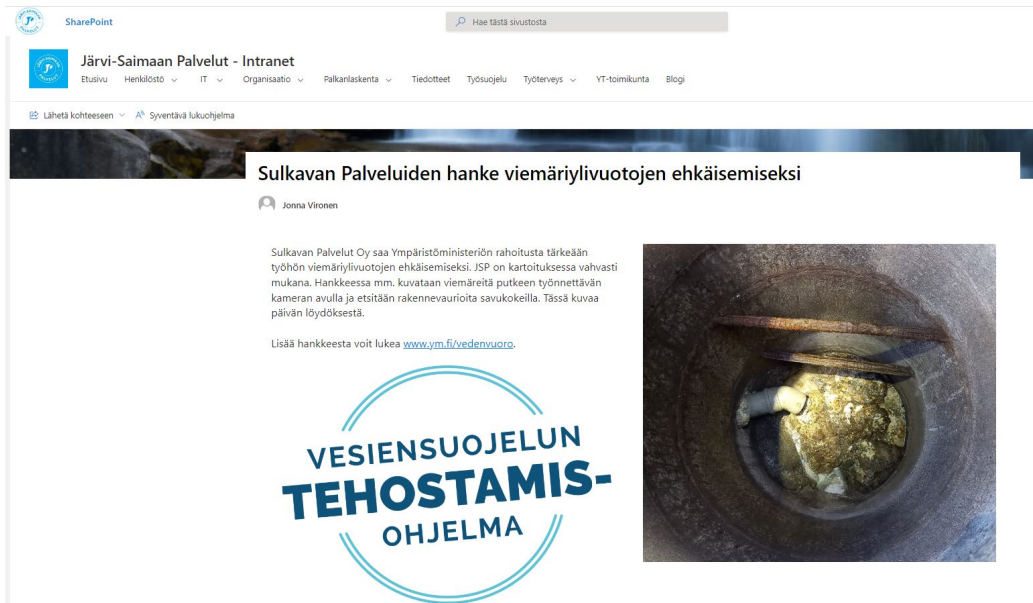 SharePoint
Hae tästä sivustosta
Järvi-Saimaan Palvelut - Intranet
Etusivu Henkilöstö IT Organisaatio Palkanlaskenta Tiedotteet Työsuojelu Työterveys YT-toimikunta Blogi
Lähetä kohteeseen Syventävä lukuohjelma
Sulkavan Palveluiden hanke viemäriylivuotojen ehkäisemiseksi
Jonna Vironen
Sulkavan Palvelut Oy saa Ympäristöministeriön rahoitusta tärkeään
työhön viemäriylivuotojen ehkäisemiseksi. JSP on kartoituksessa vahvasti
mukana. Hankkeessa mm. kuvataan viemäreitä putkeen työnnettävän
kameran avulla ja etsitään rakennevaurioita savukokeilla. Tässä kuvaa
päivän löydöksestä.
Lisää hankkeesta voit lukea www.ym.fi/vedenvuoro.
VESIENSUOJELUN
TEHOSTAMIS-
OHJELMA